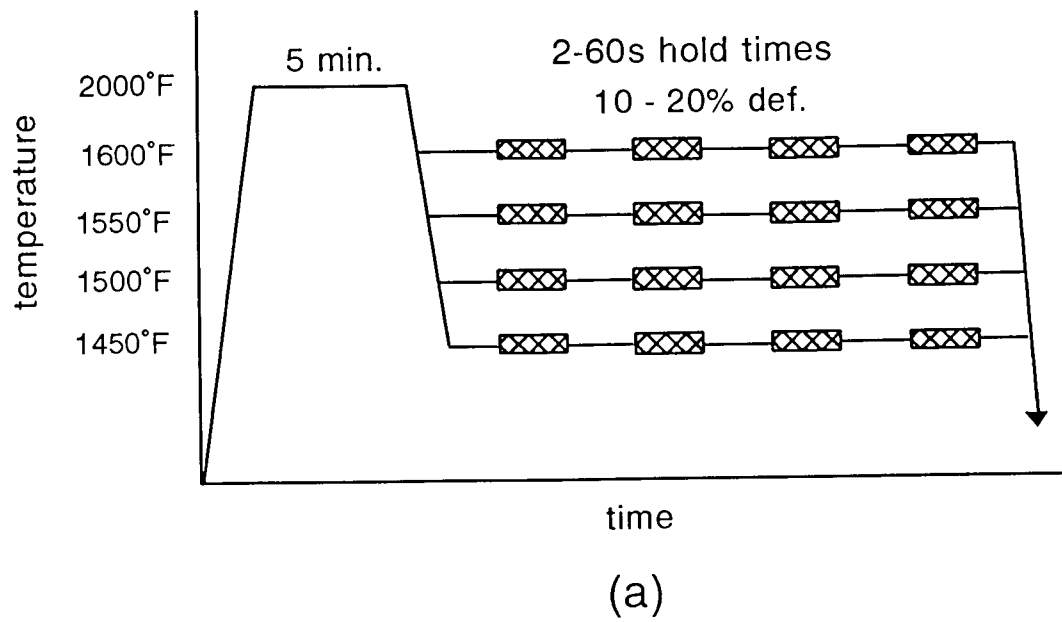 5 min.
2-60s hold times
10 - 20% def.
2000°F
1600°F
1550°F
1500°F
1450°F
temperature
time
(a)